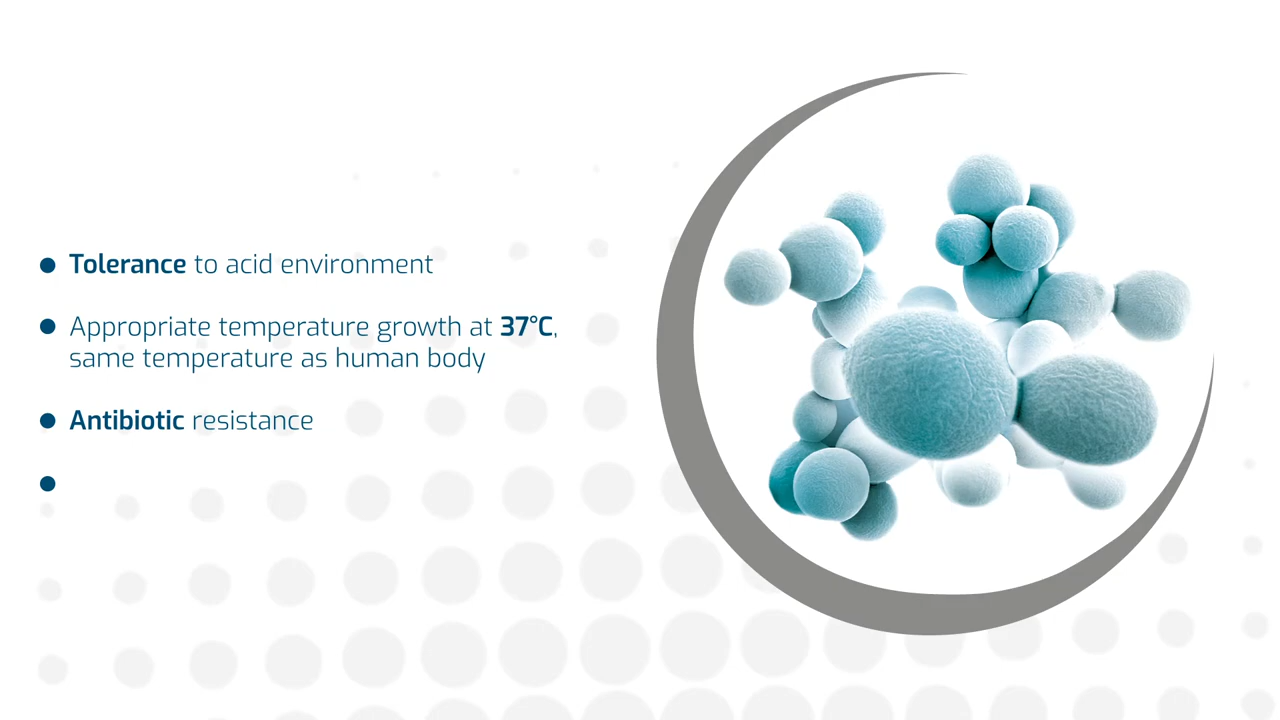 Tolerance to acid environment
Appropriate temperature growth at 37°C,
same temperature as human body
Antibiotic resistance